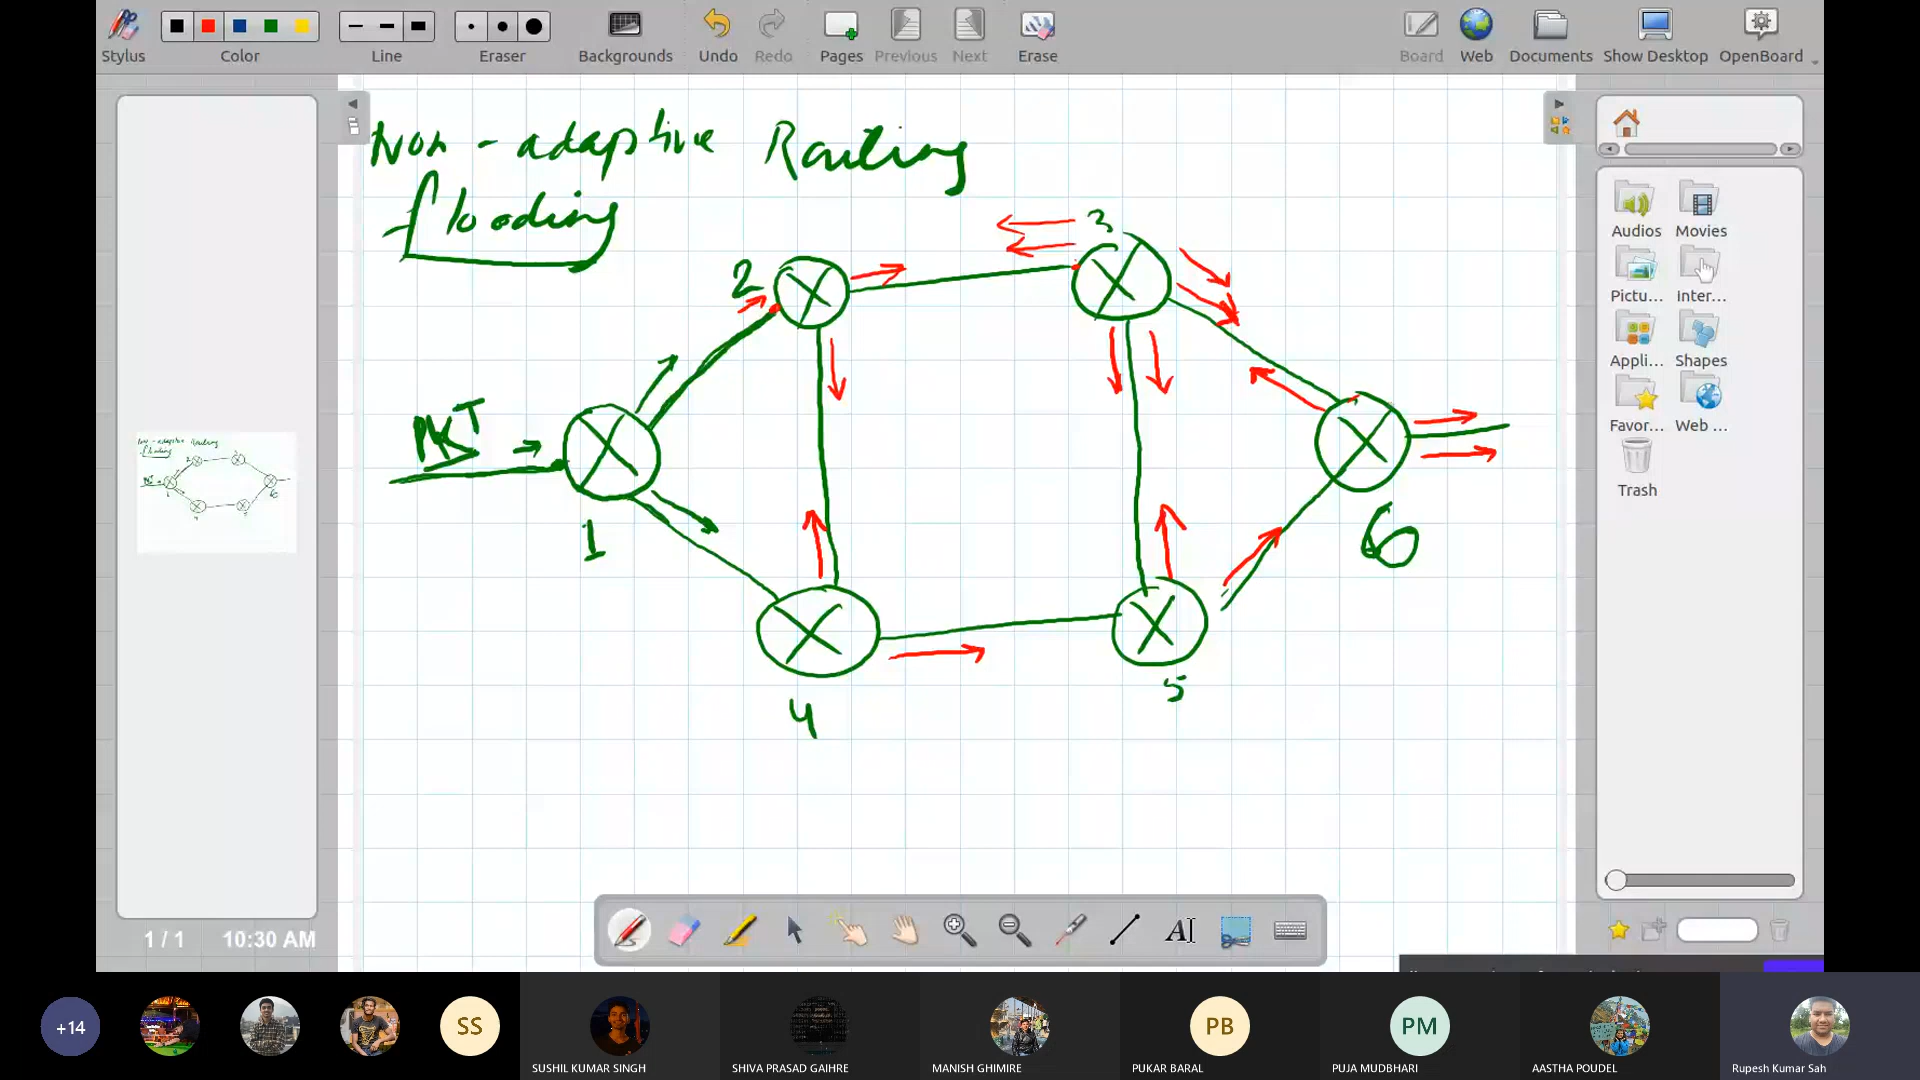 Stylus
Color
Line
Eraser
Backgrounds
Undo
Redo
Pages
Previous
Next
Erase
Board
Web
Documents
Show Desktop
OpenBoard
Non-adaptive Routing
flooding
2
3
PKT
1
6
4
5
Audios
Movies
Pictu...
Inter...
Appli...
Shapes
Favor...
Web ...
Trash
1 / 1
10:30 AM
+14
SS
SUSHIL KUMAR SINGH
SHIVA PRASAD GAIHRE
MANISH GHIMIRE
PB
PUKAR BARAL
PM
PUJA MUDBHARI
AASTHA POUDEL
Rupesh Kumar Sah